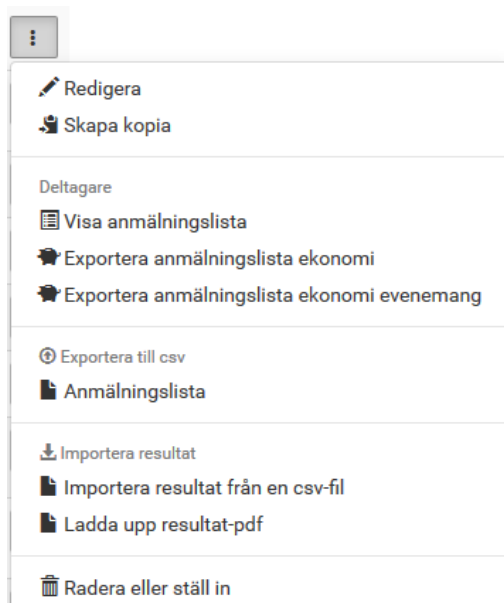 Redigera
Skapa kopia
Deltagare
Visa anmälningslista
Exportera anmälningslista ekonomi
Exportera anmälningslista ekonomi evenemang
Exportera till csv
Anmälningslista
Importera resultat
Importera resultat från en csv-fil
Ladda upp resultat-pdf
Radera eller ställ in